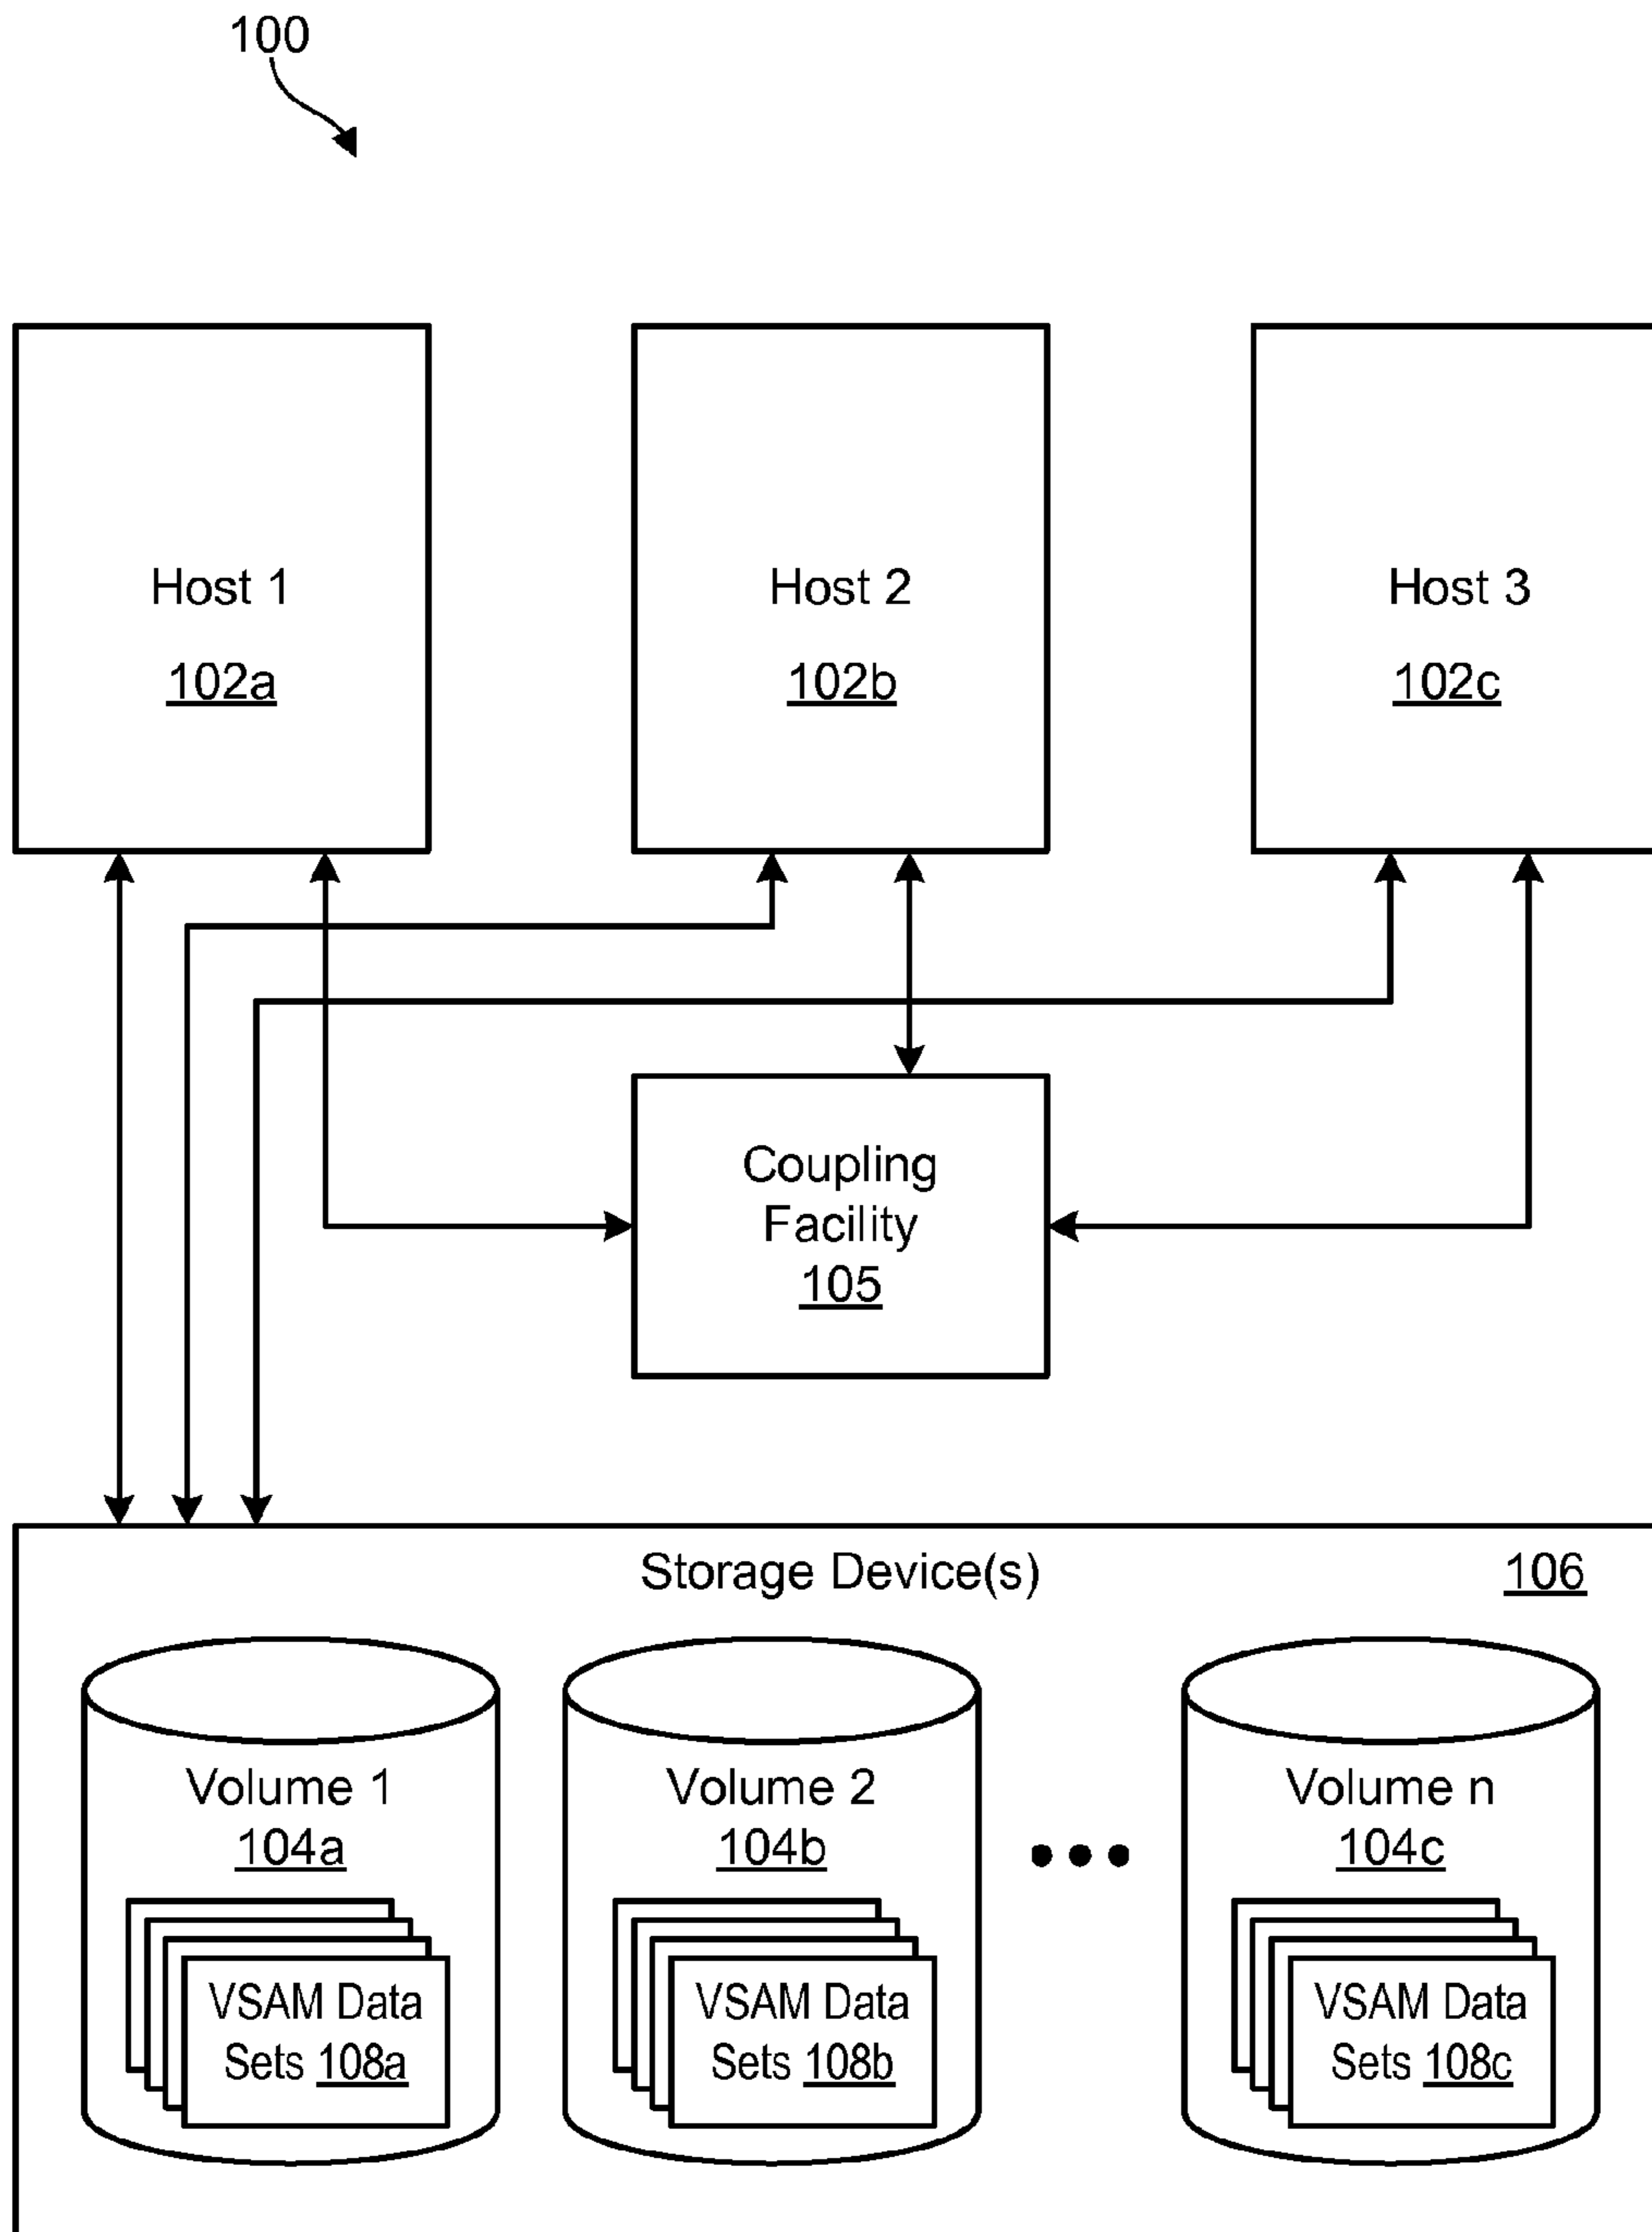 100
Host 1
102a
Host 2
102b
Host 3
102c
Coupling
Facility
105
Storage Device(s)
106
Volume 1
104a
VSAM Data
Sets 108a
Volume 2
104b
VSAM Data
Sets 108b
Volume n
104c
VSAM Data
Sets 108c